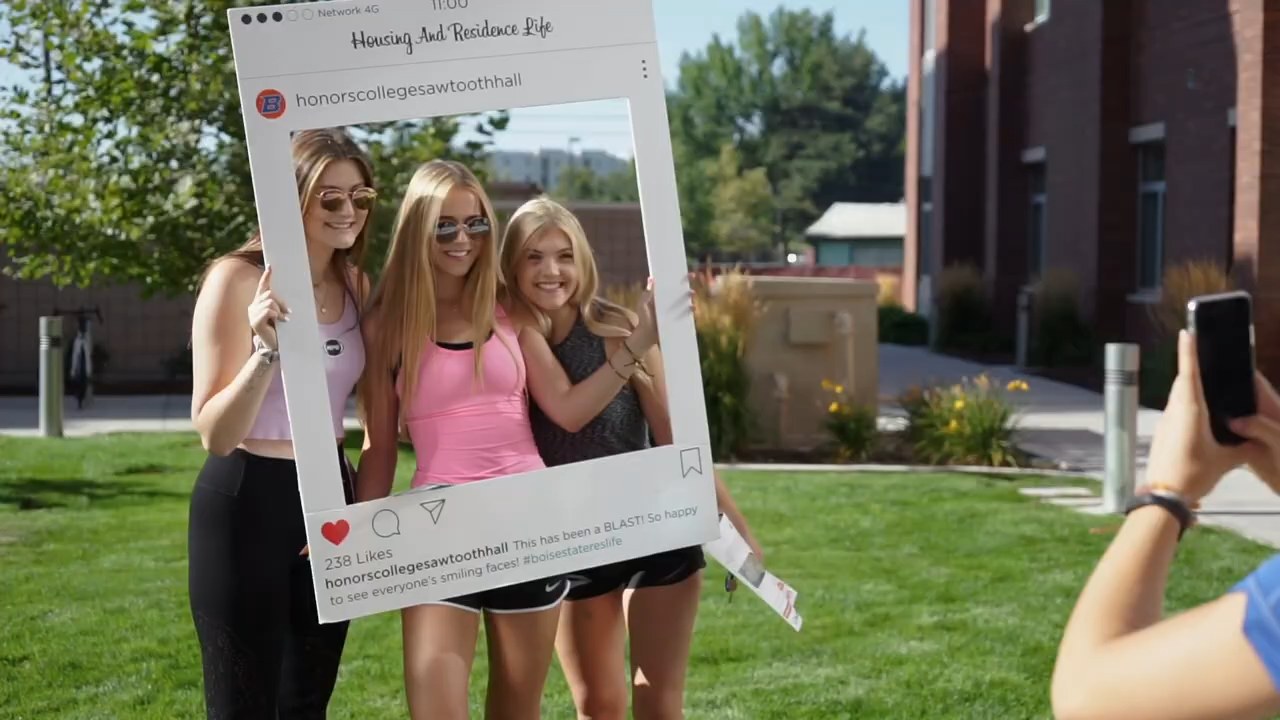 Network 4G 11:00
Housing And Residence Life
B honorscollegesawtoothhall
238 Likes
honorscollegesawtoothhall This has been a BLAST! So happy
to see everyone's smiling faces! #boisestatereslife